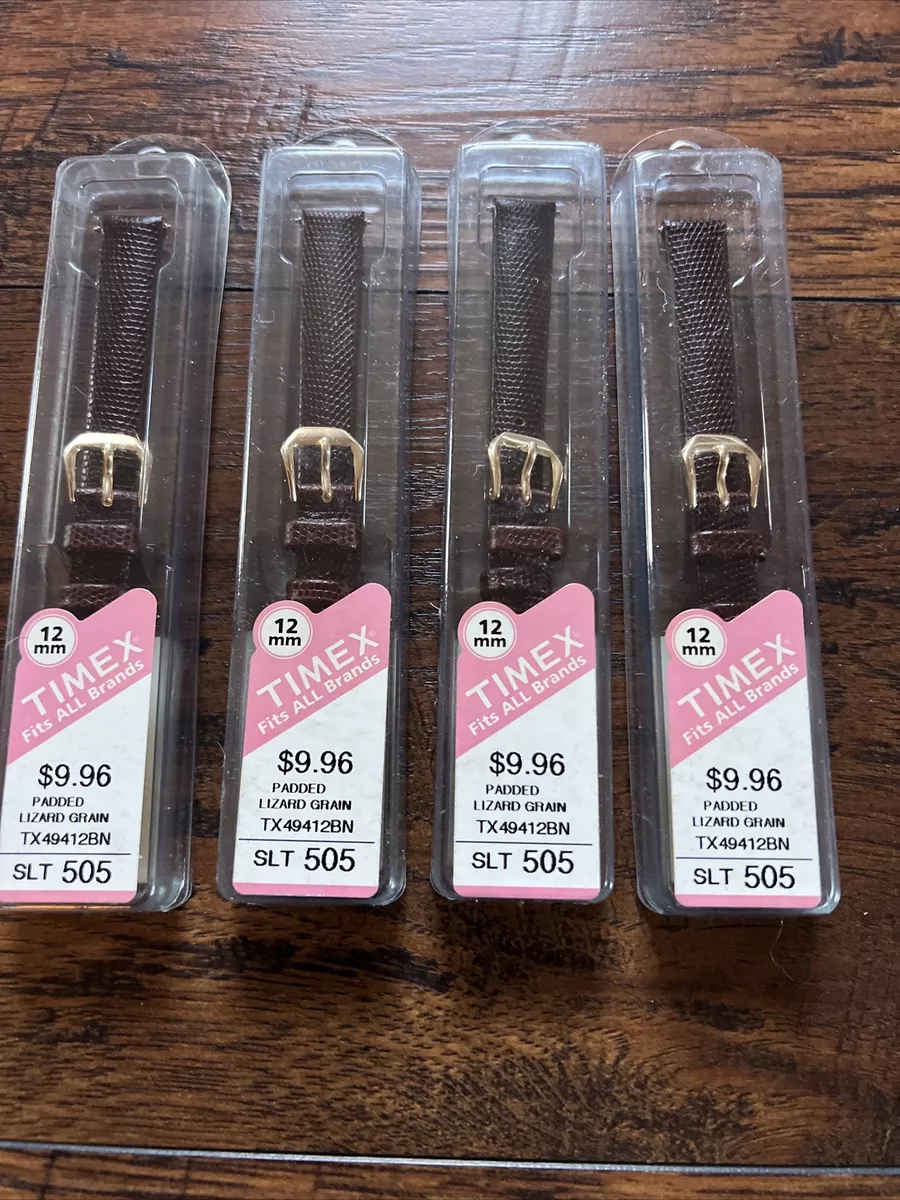 12
mm
TIMEX®
Fits ALL Brands
$9.96
PADDED
LIZARD GRAIN
TX49412BN
SLT 505
12
mm
TIMEX®
Fits ALL Brands
$9.96
PADDED
LIZARD GRAIN
TX49412BN
SLT 505
12
mm
TIMEX®
Fits ALL Brands
$9.96
PADDED
LIZARD GRAIN
TX49412BN
SLT 505
12
mm
TIMEX®
Fits ALL Brands
$9.96
PADDED
LIZARD GRAIN
TX49412BN
SLT 505